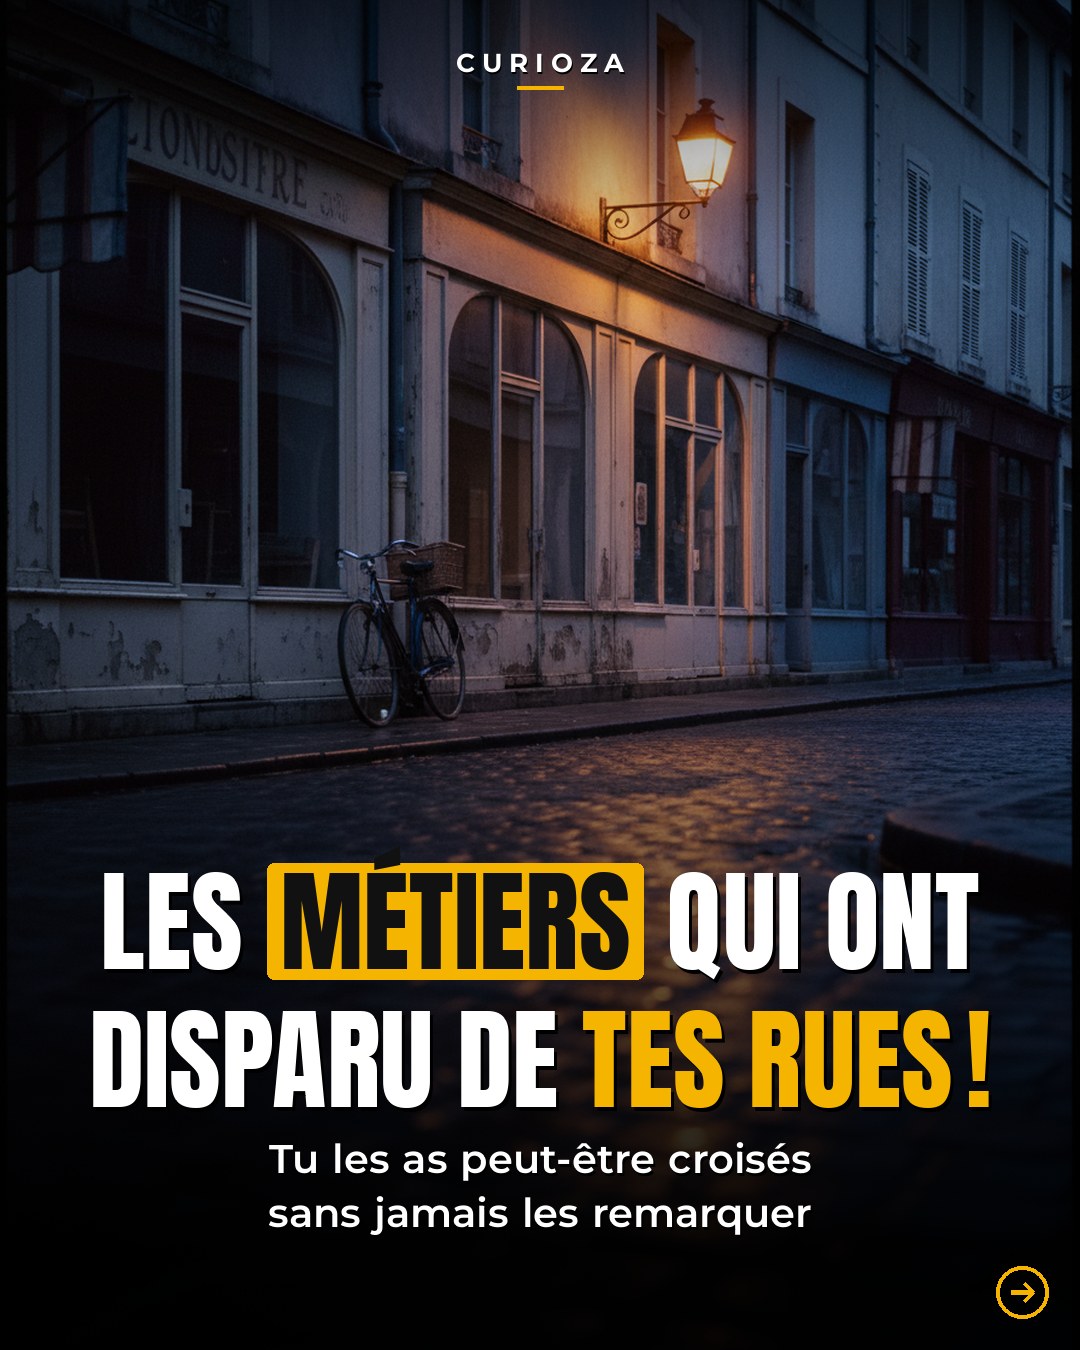 CURIOZA
LES MÉTIERS QUI ONT
DISPARU DE TES RUES !
Tu les as peut-être croisés
sans jamais les remarquer